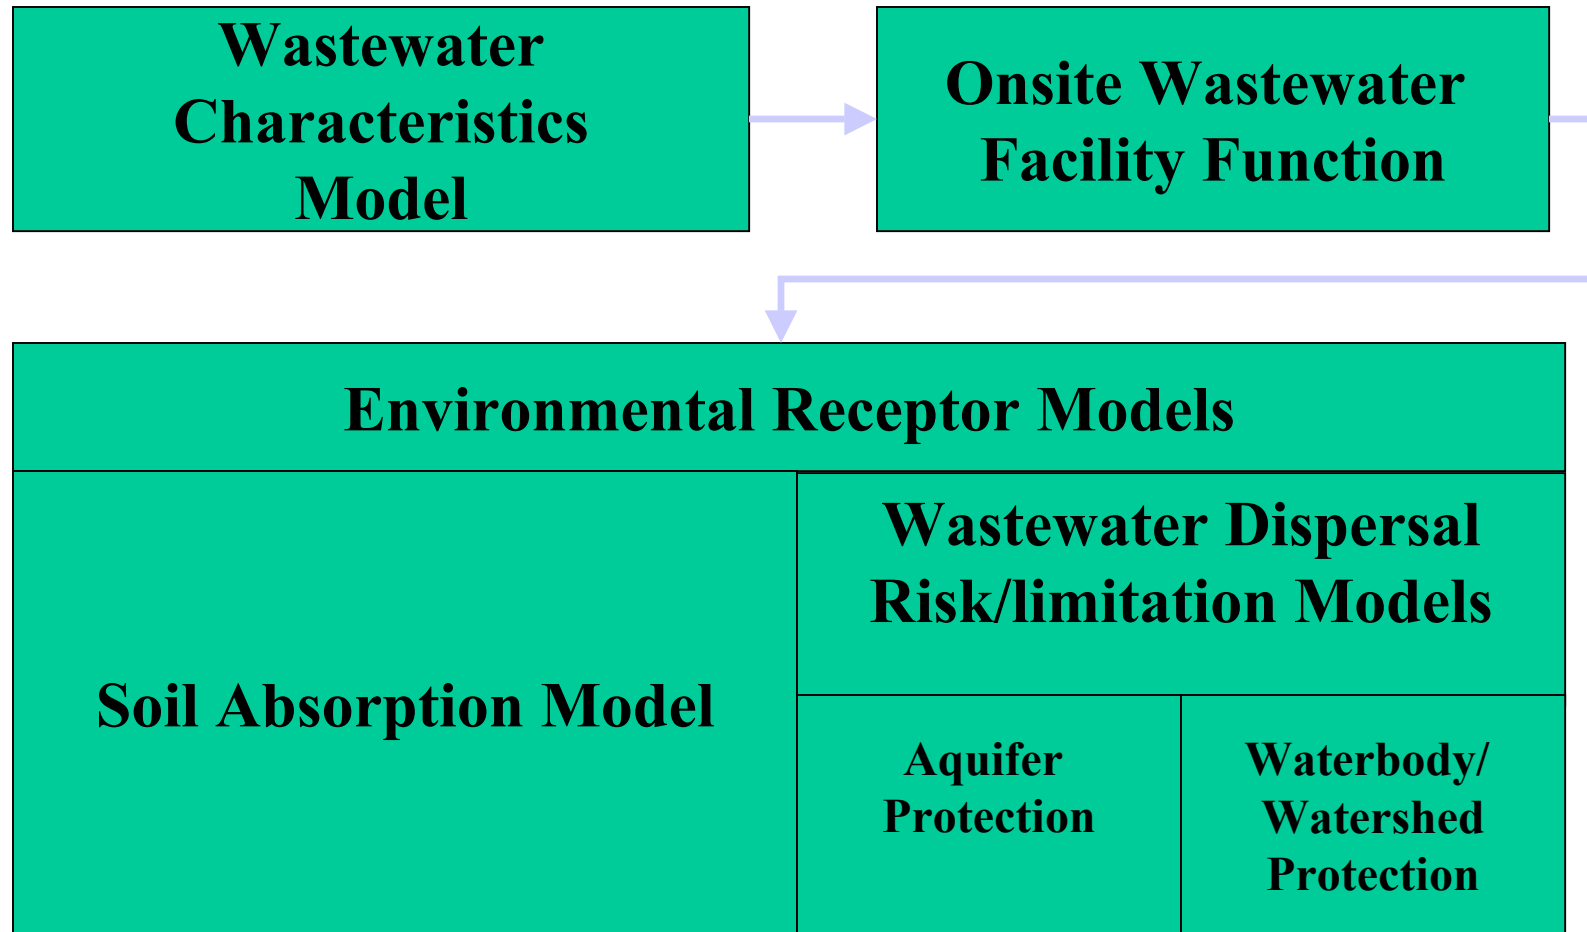 Wastewater
Characteristics
Model
Onsite Wastewater
Facility Function
Environmental Receptor Models
Soil Absorption Model
Wastewater Dispersal
Risk/limitation Models
Aquifer
Protection
Waterbody/
Watershed
Protection